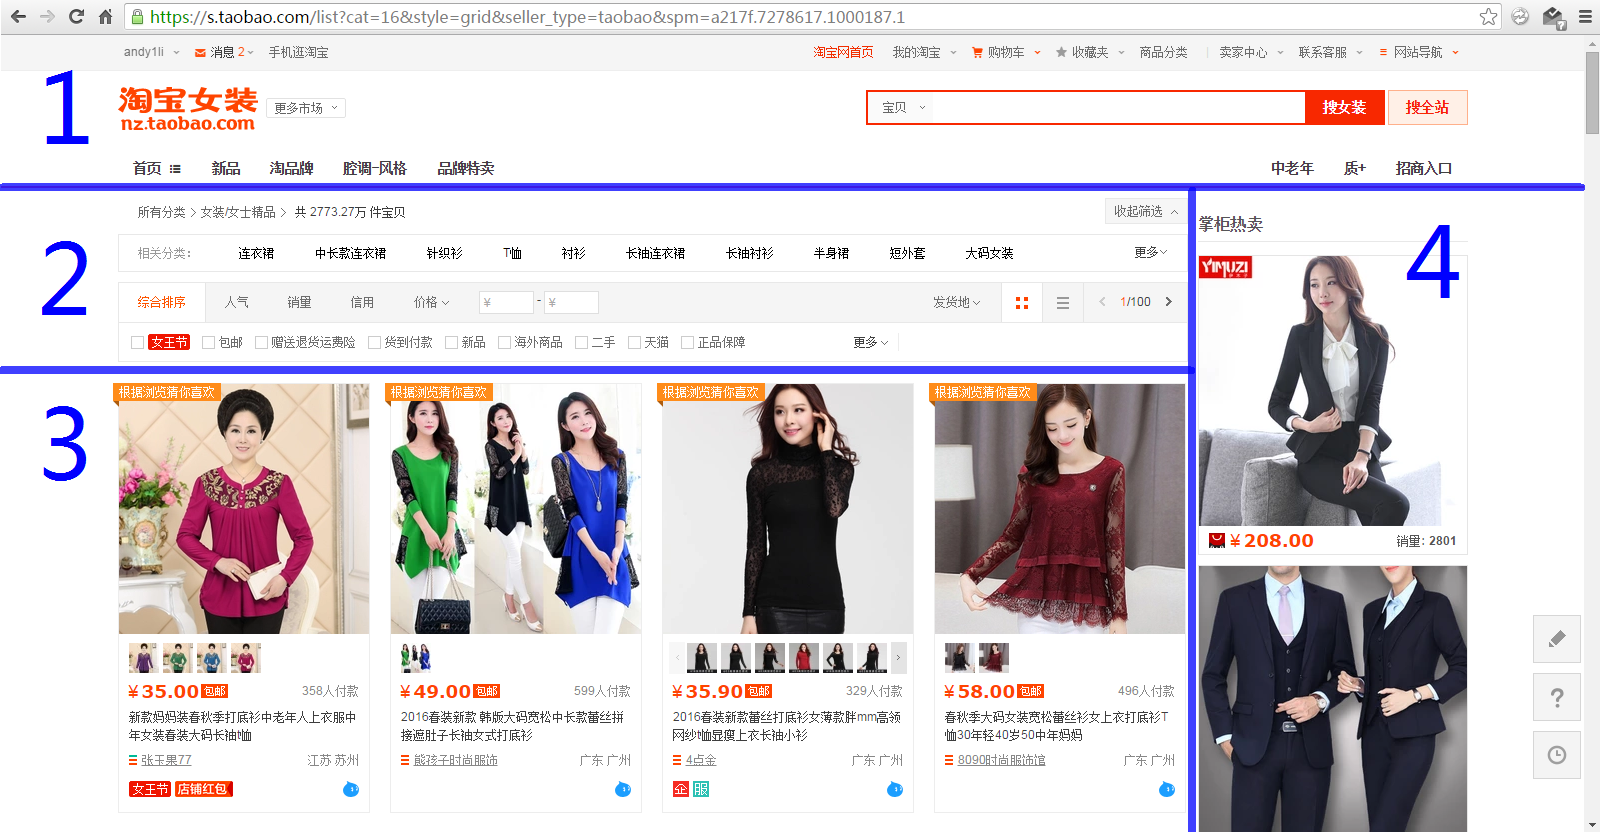 https://s.taobao.com/list?cat=16&style=grid&seller_type=taobao&spm=a217f.7278617.1000187.1
andy1li 消息 2 手机逛淘宝 淘宝网首页 我的淘宝 购物车 收藏夹 商品分类 卖家中心 联系客服 网站导航
1
淘宝女装 更多市场 宝贝 搜女装 搜全站
nz.taobao.com
首页 新品 淘品牌 腔调-风格 品牌特卖 中老年 质+ 招商入口
2
所有分类 > 女装/女士精品 > 共 2773.27万 件宝贝 收起筛选
相关分类: 连衣裙 中长款连衣裙 针织衫 T恤 衬衫 长袖连衣裙 长袖衬衫 半身裙 短外套 大码女装 更多
综合排序 人气 销量 信用 价格 ¥ - ¥ 发货地 < 1/100 >
女王节 包邮 赠送退货运费险 货到付款 新品 海外商品 二手 天猫 正品保障 更多
3
根据浏览猜你喜欢 根据浏览猜你喜欢 根据浏览猜你喜欢 根据浏览猜你喜欢
¥35.00 包邮 358人付款
新款妈妈装春秋季打底衫中老年人上衣服中
年女装春装大码长袖t恤
张玉果77 江苏 苏州
女王节 店铺红包
¥49.00 包邮 599人付款
2016春装新款 韩版大码宽松中长款蕾丝拼
接遮肚子长袖女式打底衫
熊孩子时尚服饰 广东 广州
¥35.90 包邮 329人付款
2016春装新款蕾丝打底衫女薄款胖mm高领
网纱t恤显瘦上衣长袖小衫
4点金 广东 广州
企 服
¥58.00 包邮 496人付款
春秋季大码女装宽松蕾丝衫女上衣打底衫T
恤30年轻40岁50中年妈妈
8090时尚服饰馆 广东 广州
4
掌柜热卖
YIMUZI
¥208.00 销量: 2801
?